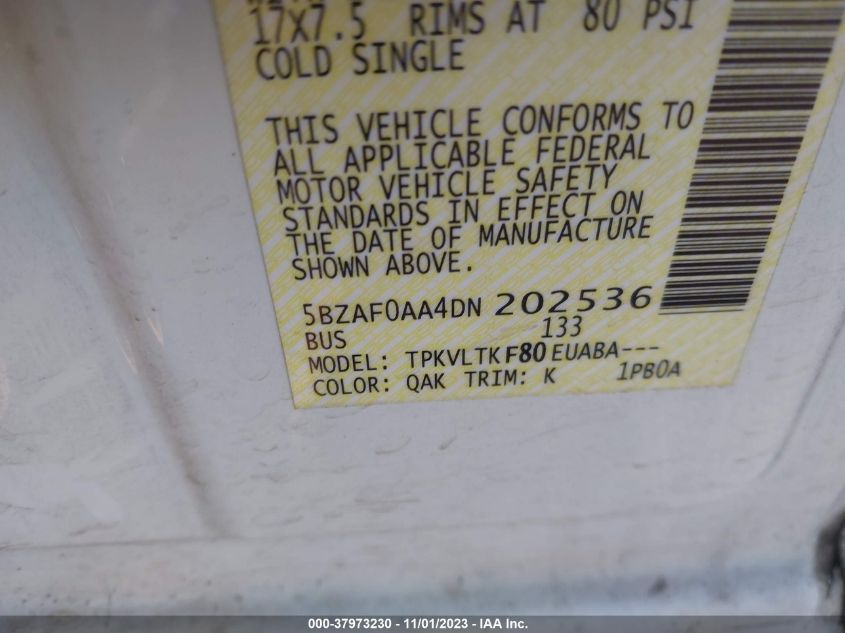 17X7.5 RIMS AT 80 PSI
COLD SINGLE
THIS VEHICLE CONFORMS TO
ALL APPLICABLE FEDERAL
MOTOR VEHICLE SAFETY
STANDARDS IN EFFECT ON
THE DATE OF MANUFACTURE
SHOWN ABOVE.
5BZAF0AA4DN 202536
BUS 133
MODEL: TPKVLTK F80 EUABA---
COLOR: QAK TRIM: K 1PB0A
000-37973230 - 11/01/2023 - IAA Inc.